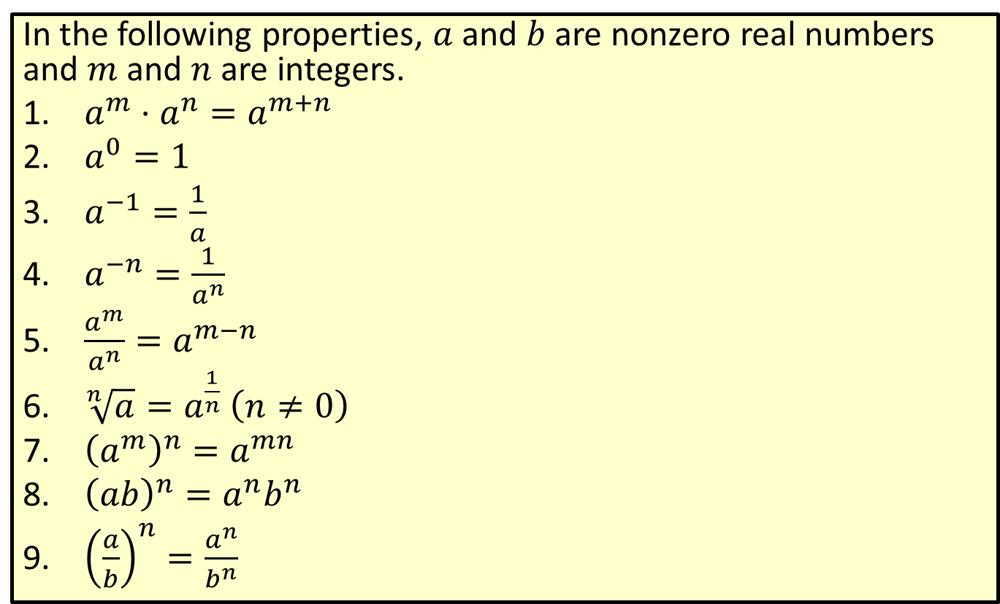 In the following properties, $a$ and $b$ are nonzero real numbers
and $m$ and $n$ are integers.
1. $a^m \cdot a^n = a^{m+n}$
2. $a^0 = 1$
3. $a^{-1} = \frac{1}{a}$
4. $a^{-n} = \frac{1}{a^n}$
5. $\frac{a^m}{a^n} = a^{m-n}$
6. $\sqrt[n]{a} = a^{\frac{1}{n}} (n \neq 0)$
7. $(a^m)^n = a^{mn}$
8. $(ab)^n = a^n b^n$
9. $\left(\frac{a}{b}\right)^n = \frac{a^n}{b^n}$